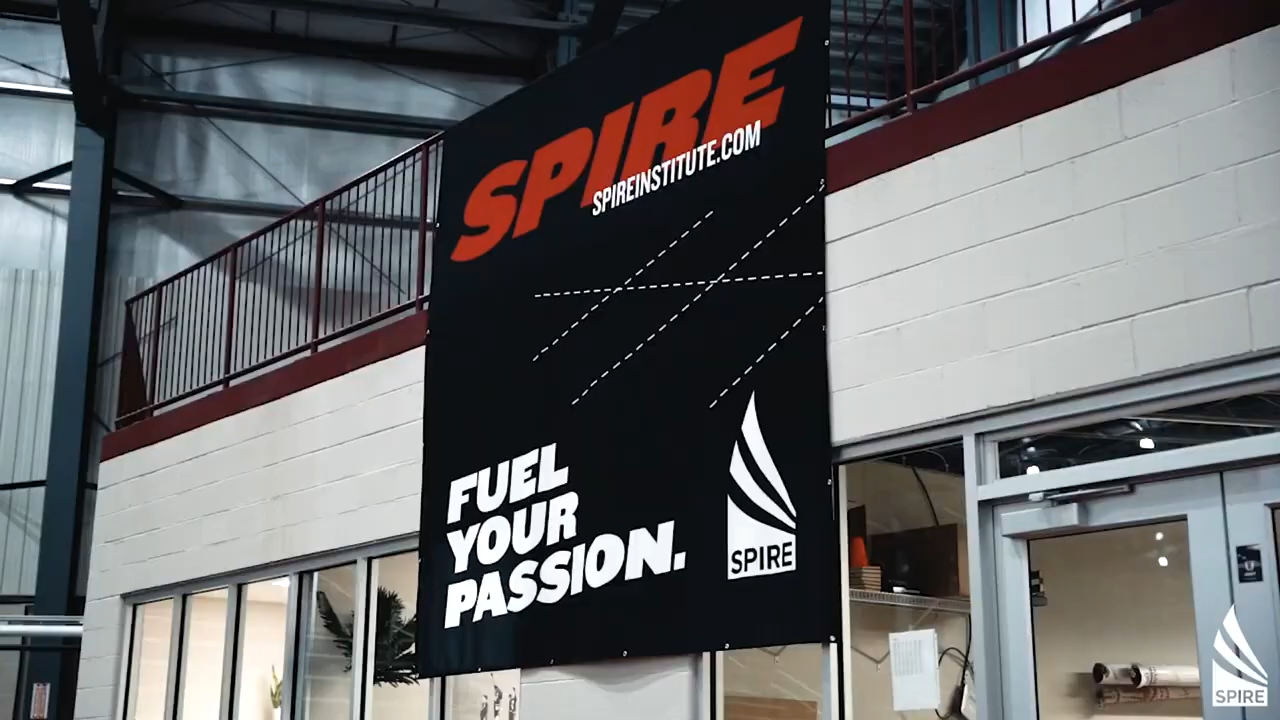 SPIRE
SPIREINSTITUTE.COM
FUEL
YOUR
PASSION.
SPIRE
SPIRE